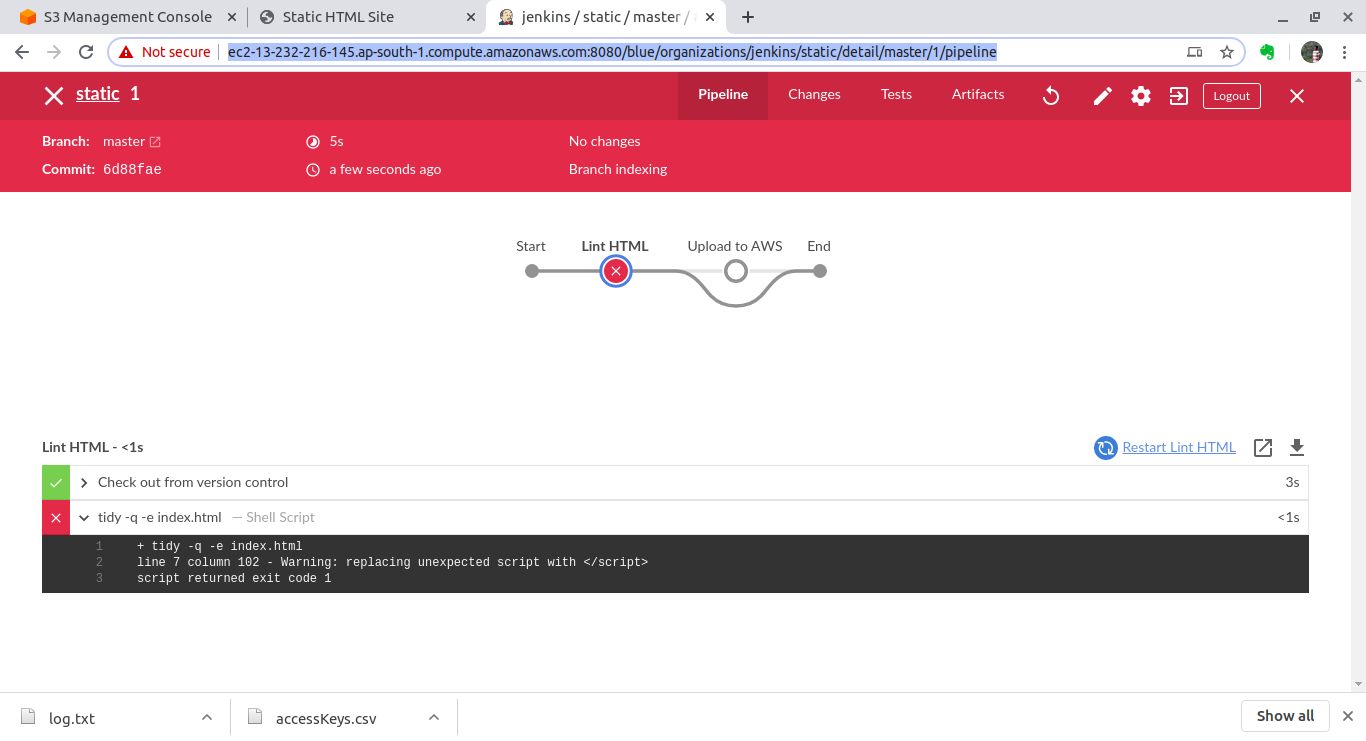 S3 Management Console
Static HTML Site
jenkins / static / master /
Not secure
ec2-13-232-216-145.ap-south-1.compute.amazonaws.com:8080/blue/organizations/jenkins/static/detail/master/1/pipeline
static 1
Pipeline
Changes
Tests
Artifacts
Logout
Branch: master
5s
No changes
Commit: 6d88fae
a few seconds ago
Branch indexing
Start
Lint HTML
Upload to AWS
End
Lint HTML - <1s
Restart Lint HTML
Check out from version control
3s
tidy -q -e index.html — Shell Script
<1s
1 + tidy -q -e index.html
2 line 7 column 102 - Warning: replacing unexpected script with </script>
3 script returned exit code 1
log.txt
accessKeys.csv
Show all